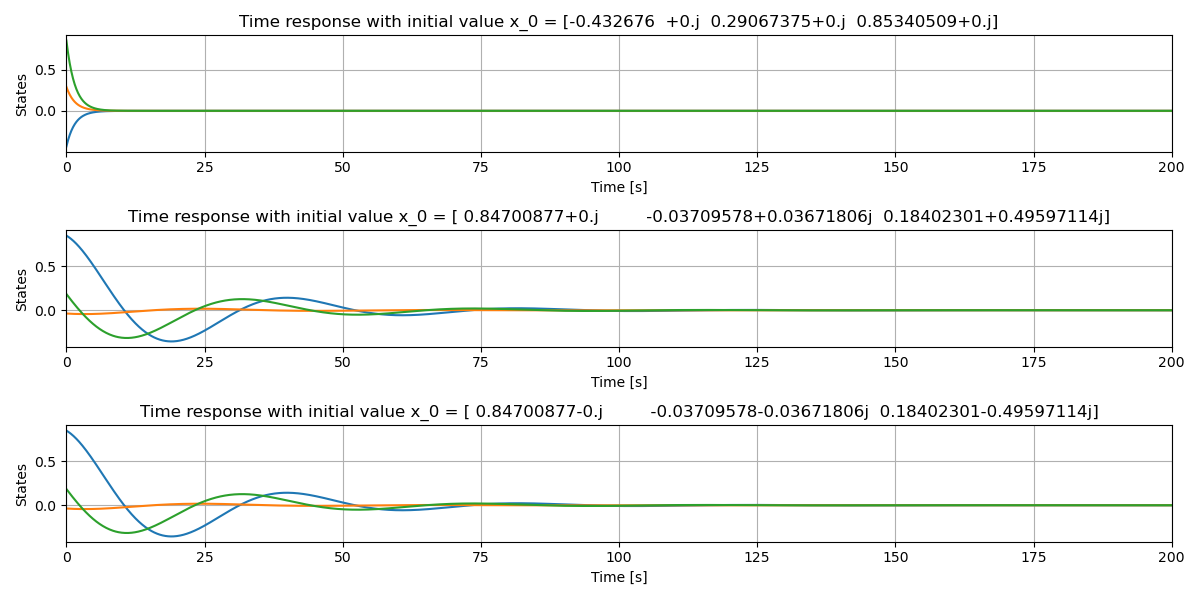 Time response with initial value x_0 = [-0.432676  +0.j  0.29067375+0.j  0.85340509+0.j]
States
0.5
0.0
0 25 50 75 100 125 150 175 200
Time [s]
Time response with initial value x_0 = [ 0.84700877+0.j         -0.03709578+0.03671806j  0.18402301+0.49597114j]
States
0.5
0.0
0 25 50 75 100 125 150 175 200
Time [s]
Time response with initial value x_0 = [ 0.84700877-0.j         -0.03709578-0.03671806j  0.18402301-0.49597114j]
States
0.5
0.0
0 25 50 75 100 125 150 175 200
Time [s]